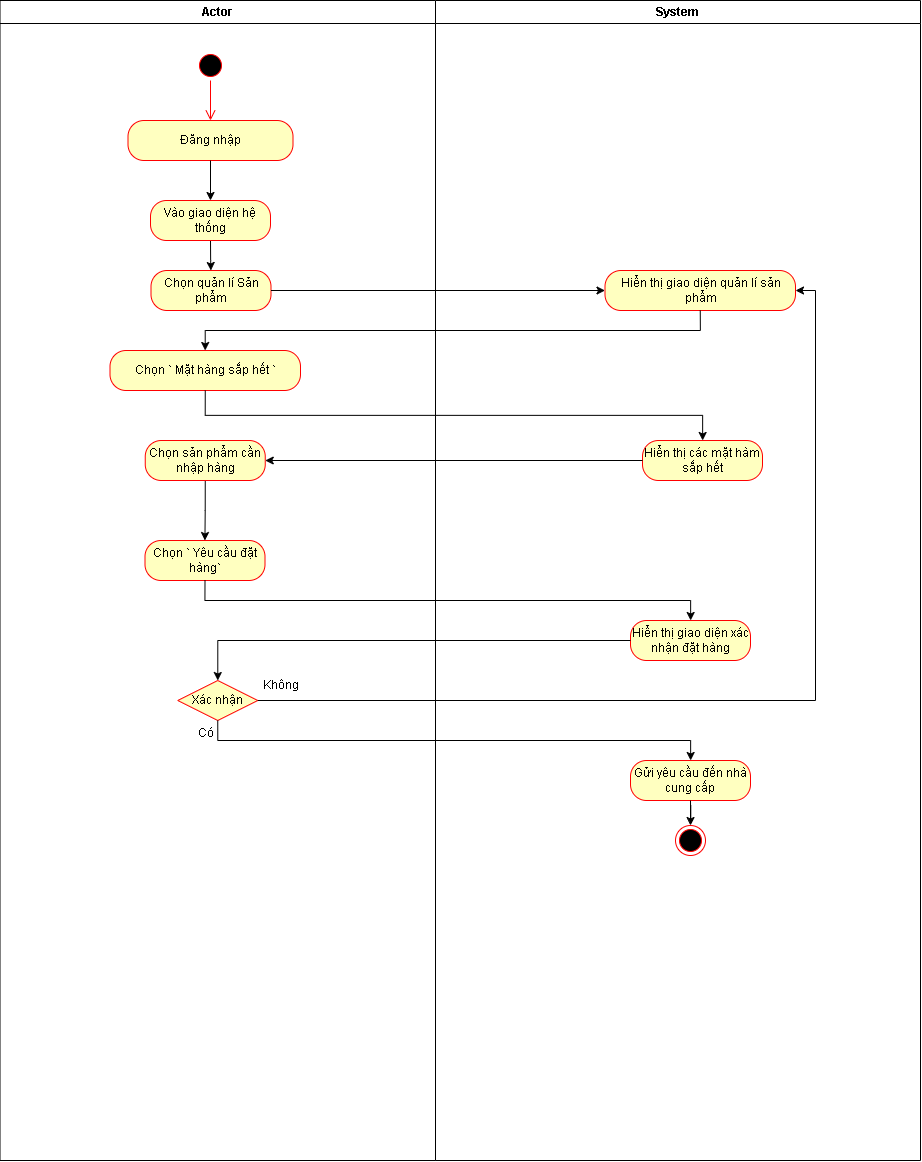 Actor
System
Đăng nhập
Vào giao diện hệ
thống
Chọn quản lí Sản
phẩm
Hiển thị giao diện quản lí sản
phẩm
Chọn ` Mặt hàng sắp hết `
Chọn sản phẩm cần
nhập hàng
Hiển thị các mặt hàm
sắp hết
Chọn ` Yêu cầu đặt
hàng`
Hiển thị giao diện xác
nhận đặt hàng
Xác nhận
Không
Có
Gửi yêu cầu đến nhà
cung cấp